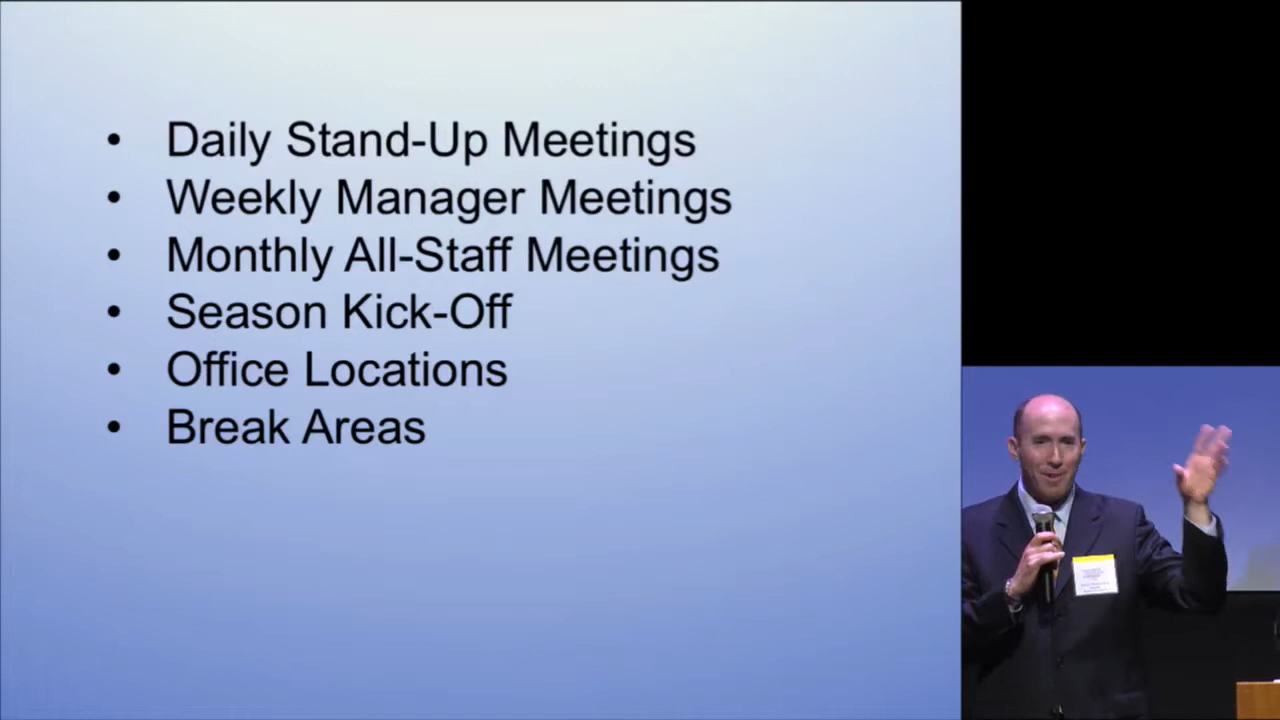 • Daily Stand-Up Meetings
• Weekly Manager Meetings
• Monthly All-Staff Meetings
• Season Kick-Off
• Office Locations
• Break Areas